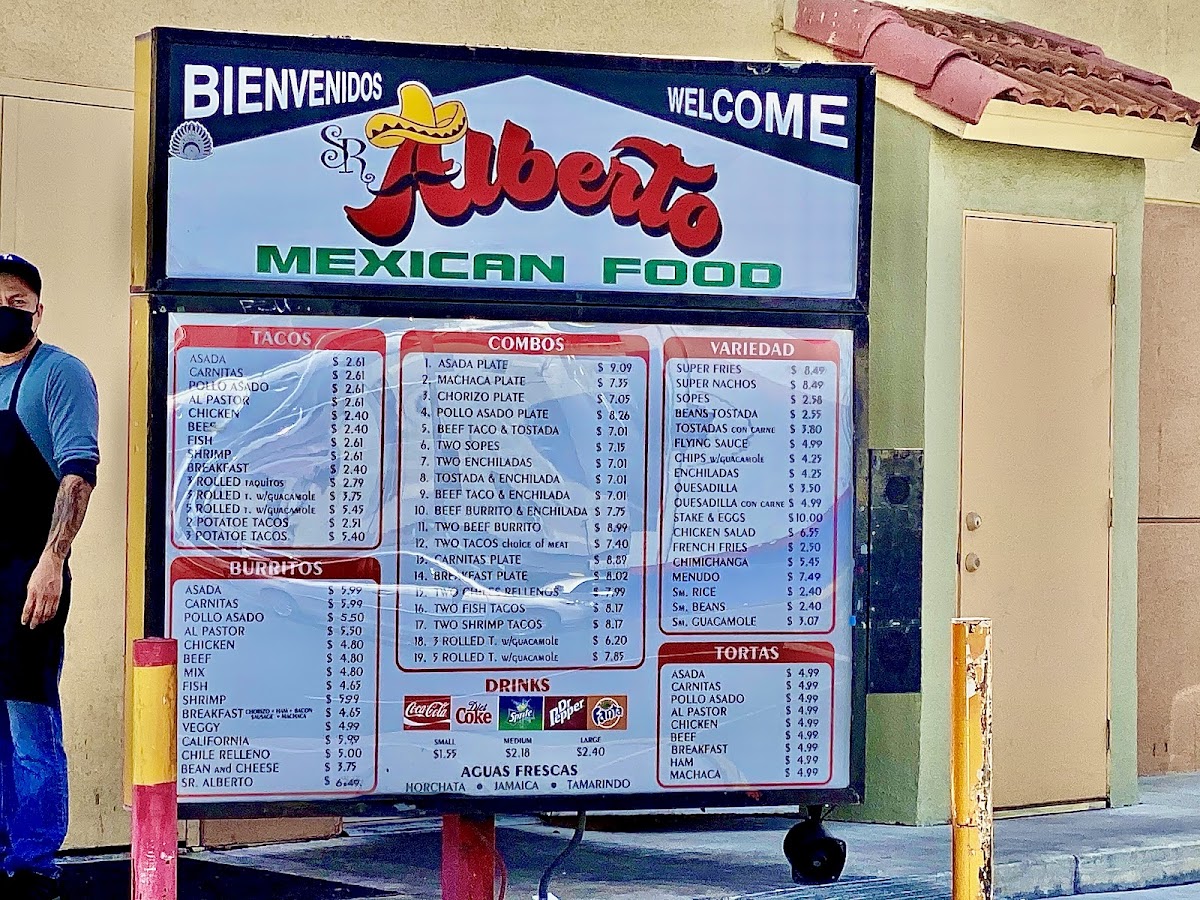 BIENVENIDOS
WELCOME
SR Alberto
MEXICAN FOOD
TACOS
ASADA $ 2.61
CARNITAS $ 2.61
POLLO ASADO $ 2.61
AL PASTOR $ 2.61
CHICKEN $ 2.40
BEEF $ 2.40
FISH $ 2.61
SHRIMP $ 2.61
BREAKFAST $ 2.40
3 ROLLED TAQUITOS $ 2.79
3 ROLLED T. W/GUACAMOLE $ 3.75
5 ROLLED T. W/GUACAMOLE $ 5.45
2 POTATOE TACOS $ 2.51
3 POTATOE TACOS. $ 5.40
BURRITOS
ASADA $ 5.99
CARNITAS $ 5.99
POLLO ASADO $ 5.50
AL PASTOR $ 5.50
CHICKEN $ 4.80
BEEF $ 4.80
MIX $ 4.80
FISH $ 4.65
SHRIMP $ 5.99
BREAKFAST CHORIZO • HAM • BACON SAUSAGE • MACHACA $ 4.65
VEGGY $ 4.99
CALIFORNIA $ 5.99
CHILE RELLENO $ 5.00
BEAN AND CHEESE $ 3.75
SR. ALBERTO $ 6.49
COMBOS
1. ASADA PLATE $ 9.09
2. MACHACA PLATE $ 7.35
3. CHORIZO PLATE $ 7.05
4. POLLO ASADO PLATE $ 8.26
5. BEEF TACO & TOSTADA $ 7.01
6. TWO SOPES $ 7.15
7. TWO ENCHILADAS $ 7.01
8. TOSTADA & ENCHILADA $ 7.01
9. BEEF TACO & ENCHILADA $ 7.01
10. BEEF BURRITO & ENCHILADA $ 7.75
11. TWO BEEF BURRITO $ 8.99
12. TWO TACOS CHOICE OF MEAT $ 7.40
13. CARNITAS PLATE $ 8.89
14. BREAKFAST PLATE $ 8.02
15. TWO CHILES RELLENOS $ 7.99
16. TWO FISH TACOS $ 8.17
17. TWO SHRIMP TACOS $ 8.17
18. 3 ROLLED T. W/GUACAMOLE $ 6.20
19. 5 ROLLED T. W/GUACAMOLE $ 7.85
DRINKS
Coca-Cola Diet Coke Sprite Dr Pepper Fanta
SMALL MEDIUM LARGE
$1.55 $2.18 $2.40
AGUAS FRESCAS
HORCHATA • JAMAICA • TAMARINDO
VARIEDAD
SUPER FRIES $ 8.49
SUPER NACHOS $ 8.49
SOPES $ 2.58
BEANS TOSTADA $ 2.55
TOSTADAS CON CARNE $ 3.80
FLYING SAUCE $ 4.99
CHIPS W/GUACAMOLE $ 4.25
ENCHILADAS $ 4.25
QUESADILLA $ 3.50
QUESADILLA CON CARNE $ 4.99
STAKE & EGGS $10.00
CHICKEN SALAD $ 6.55
FRENCH FRIES $ 2.50
CHIMICHANGA $ 5.45
MENUDO $ 7.49
SM. RICE $ 2.40
SM. BEANS $ 2.40
SM. GUACAMOLE $ 3.07
TORTAS
ASADA $ 4.99
CARNITAS $ 4.99
POLLO ASADO $ 4.99
AL PASTOR $ 4.99
CHICKEN $ 4.99
BEEF $ 4.99
BREAKFAST $ 4.99
HAM $ 4.99
MACHACA $ 4.99